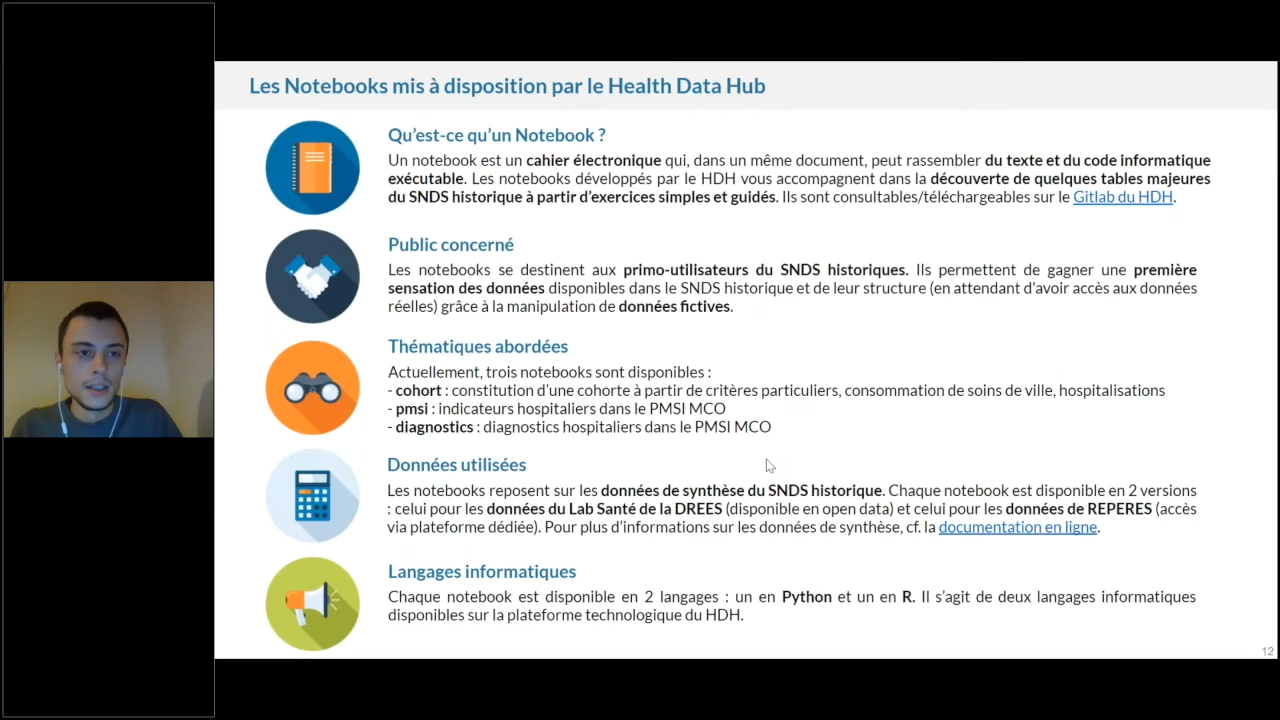 Les Notebooks mis à disposition par le Health Data Hub
Qu'est-ce qu'un Notebook ?
Un notebook est un cahier électronique qui, dans un même document, peut rassembler du texte et du code informatique
exécutable. Les notebooks développés par le HDH vous accompagnent dans la découverte de quelques tables majeures
du SNDS historique à partir d'exercices simples et guidés. Ils sont consultables/téléchargeables sur le Gitlab du HDH.
Public concerné
Les notebooks se destinent aux primo-utilisateurs du SNDS historiques. Ils permettent de gagner une première
sensation des données disponibles dans le SNDS historique et de leur structure (en attendant d'avoir accès aux données
réelles) grâce à la manipulation de données fictives.
Thématiques abordées
Actuellement, trois notebooks sont disponibles :
- cohort : constitution d'une cohorte à partir de critères particuliers, consommation de soins de ville, hospitalisations
- pmsi : indicateurs hospitaliers dans le PMSI MCO
- diagnostics : diagnostics hospitaliers dans le PMSI MCO
Données utilisées
Les notebooks reposent sur les données de synthèse du SNDS historique. Chaque notebook est disponible en 2 versions
: celui pour les données du Lab Santé de la DREES (disponible en open data) et celui pour les données de REPERES (accès
via plateforme dédiée). Pour plus d'informations sur les données de synthèse, cf. la documentation en ligne.
Langages informatiques
Chaque notebook est disponible en 2 langages : un en Python et un en R. Il s'agit de deux langages informatiques
disponibles sur la plateforme technologique du HDH.
12